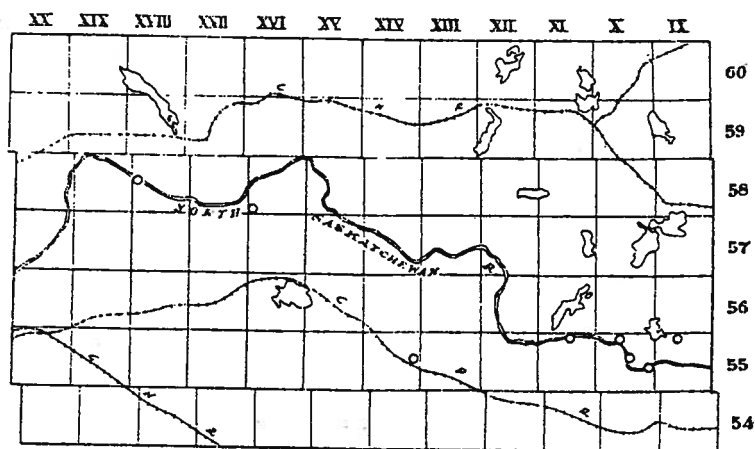 XX XIX XVIII XVII XVI XV XIV XIII XII XI X IX
60
C N R
59
58
NORTH
SASKATCHEWAN R
57
56
C P R
55
C N
54